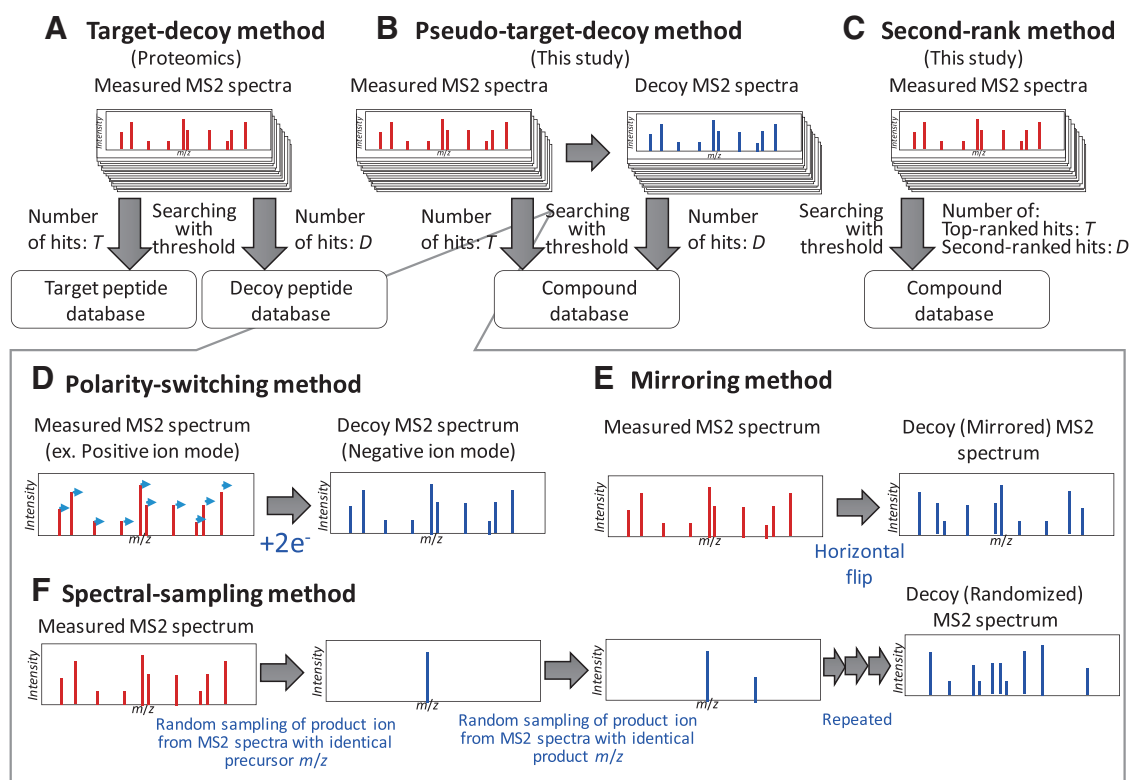 A Target-decoy method
(Proteomics)
Measured MS2 spectra
Intensity
m/z
Number
of hits: T
Searching
with
threshold
Number
of hits: D
Target peptide
database
Decoy peptide
database
B Pseudo-target-decoy method
(This study)
Measured MS2 spectra
Decoy MS2 spectra
Intensity
m/z
Intensity
m/z
Number
of hits: T
Searching
with
threshold
Number
of hits: D
Compound
database
C Second-rank method
(This study)
Measured MS2 spectra
Intensity
m/z
Searching
with
threshold
Number of:
Top-ranked hits: T
Second-ranked hits: D
Compound
database
D Polarity-switching method
Measured MS2 spectrum
(ex. Positive ion mode)
Intensity
m/z
+2e-
Decoy MS2 spectrum
(Negative ion mode)
Intensity
m/z
E Mirroring method
Measured MS2 spectrum
Intensity
m/z
Horizontal
flip
Decoy (Mirrored) MS2
spectrum
Intensity
m/z
F Spectral-sampling method
Measured MS2 spectrum
Intensity
m/z
Random sampling of product ion
from MS2 spectra with identical
precursor m/z
Intensity
m/z
Random sampling of product ion
from MS2 spectra with identical
product m/z
Intensity
m/z
Repeated
Decoy (Randomized)
MS2 spectrum
Intensity